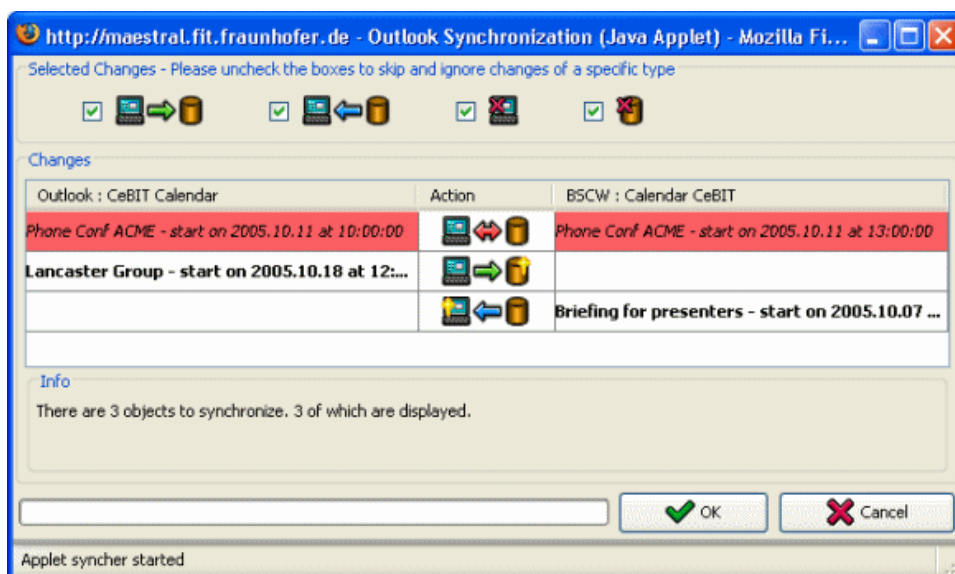 http://maestral.fit.fraunhofer.de - Outlook Synchronization (Java Applet) - Mozilla Fi...
Selected Changes - Please uncheck the boxes to skip and ignore changes of a specific type
Changes
Outlook : CeBIT Calendar Action BSCW : Calendar CeBIT
Phone Conf ACME - start on 2005.10.11 at 10:00:00 Phone Conf ACME - start on 2005.10.11 at 13:00:00
Lancaster Group - start on 2005.10.18 at 12:...
Briefing for presenters - start on 2005.10.07 ...
Info
There are 3 objects to synchronize. 3 of which are displayed.
OK Cancel
Applet syncher started